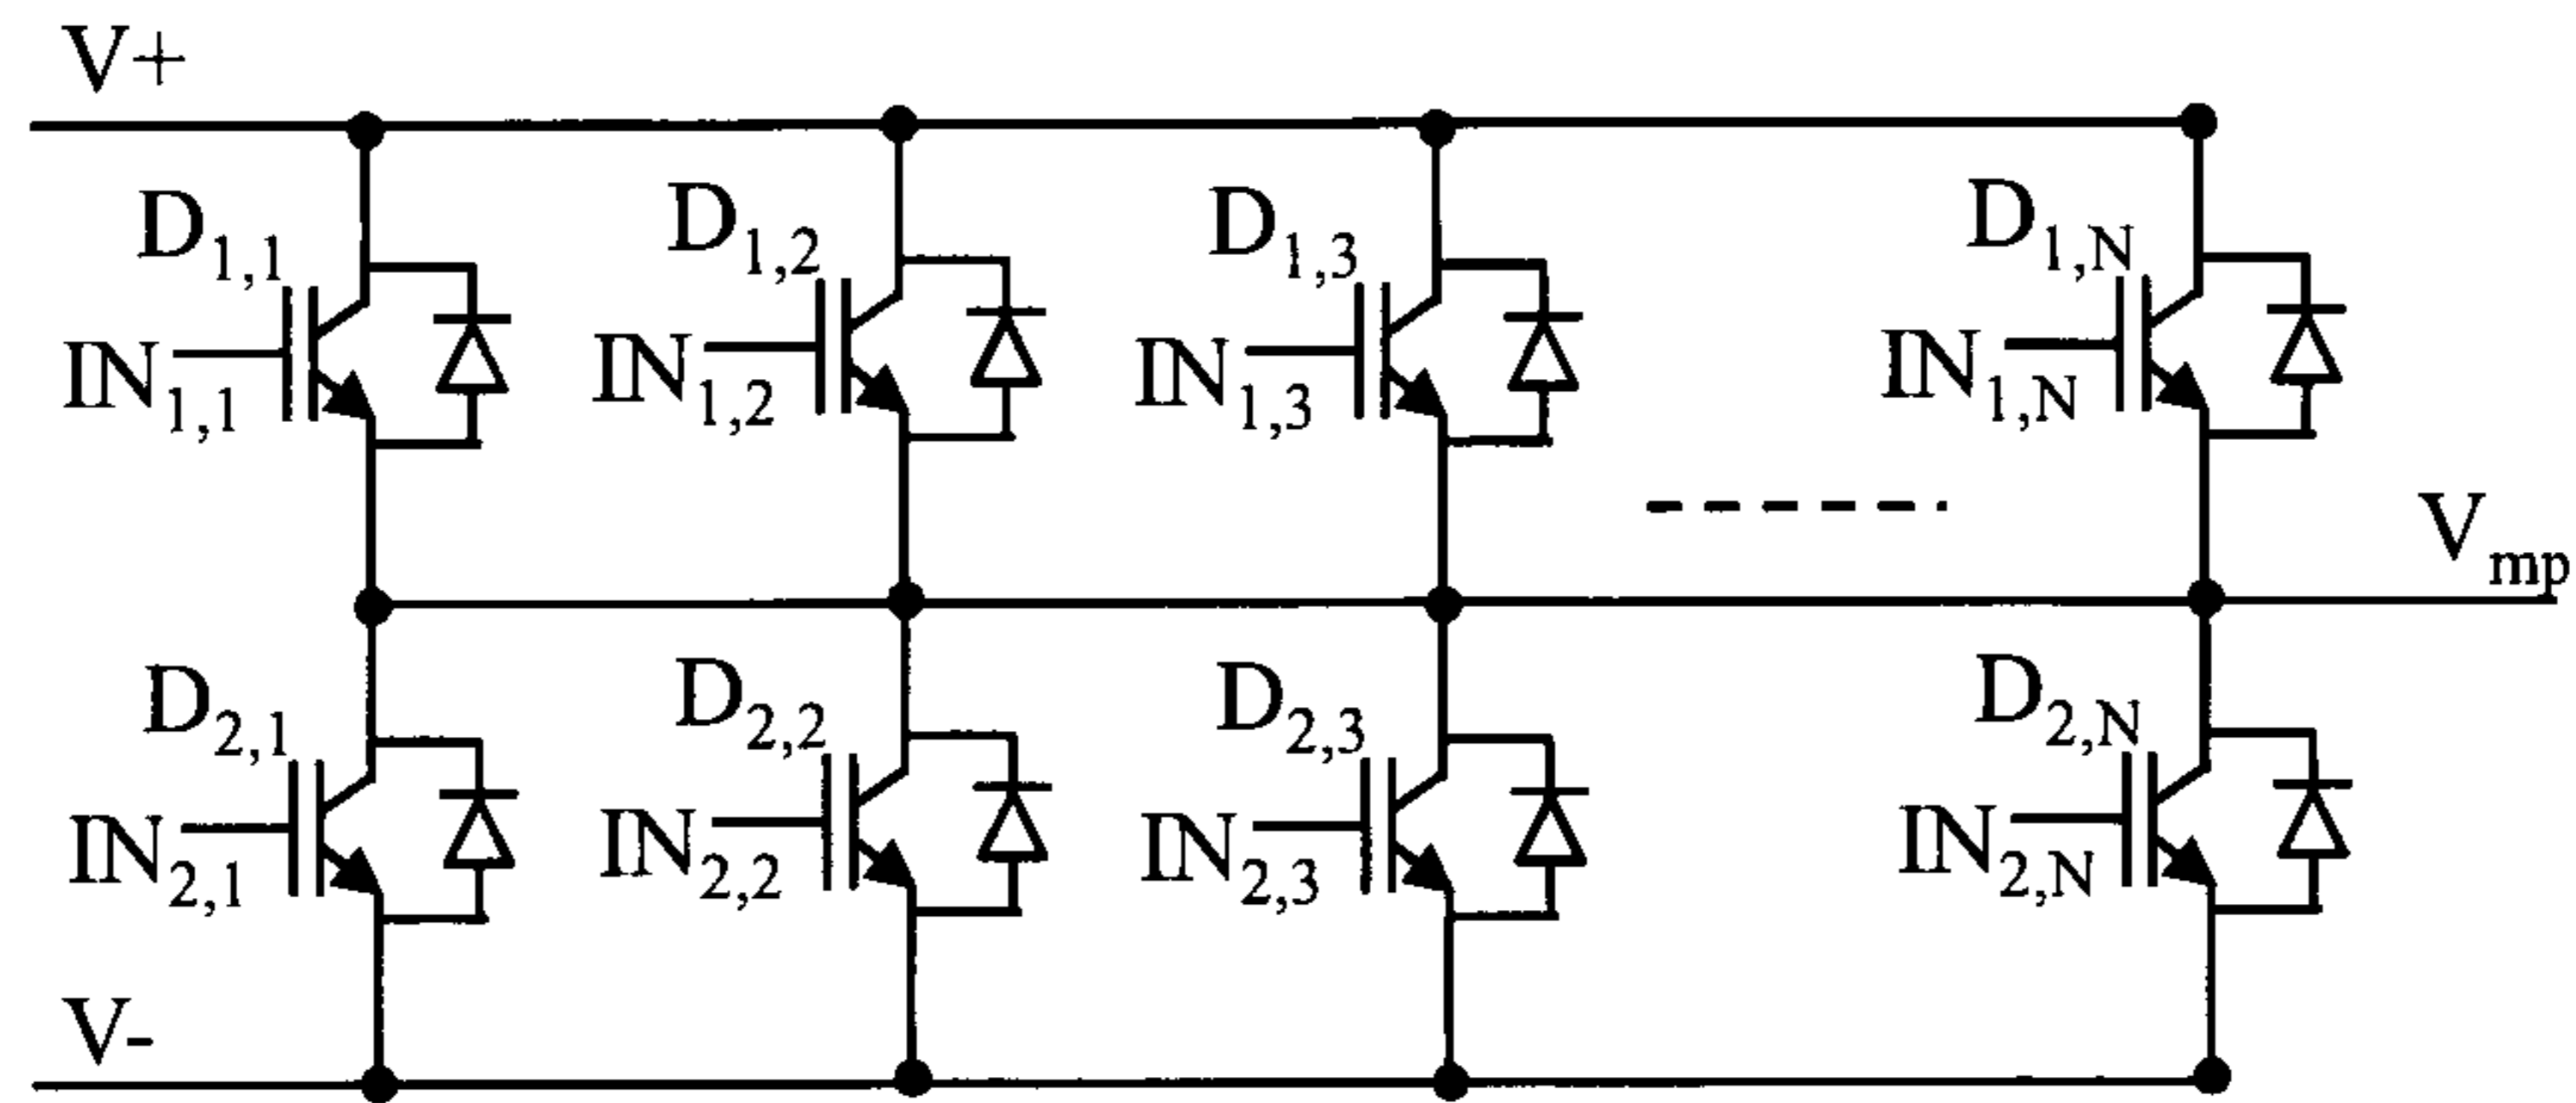 V+
D1,1 D1,2 D1,3 D1,N
IN1,1 IN1,2 IN1,3 IN1,N
Vmp
D2,1 D2,2 D2,3 D2,N
IN2,1 IN2,2 IN2,3 IN2,N
V-